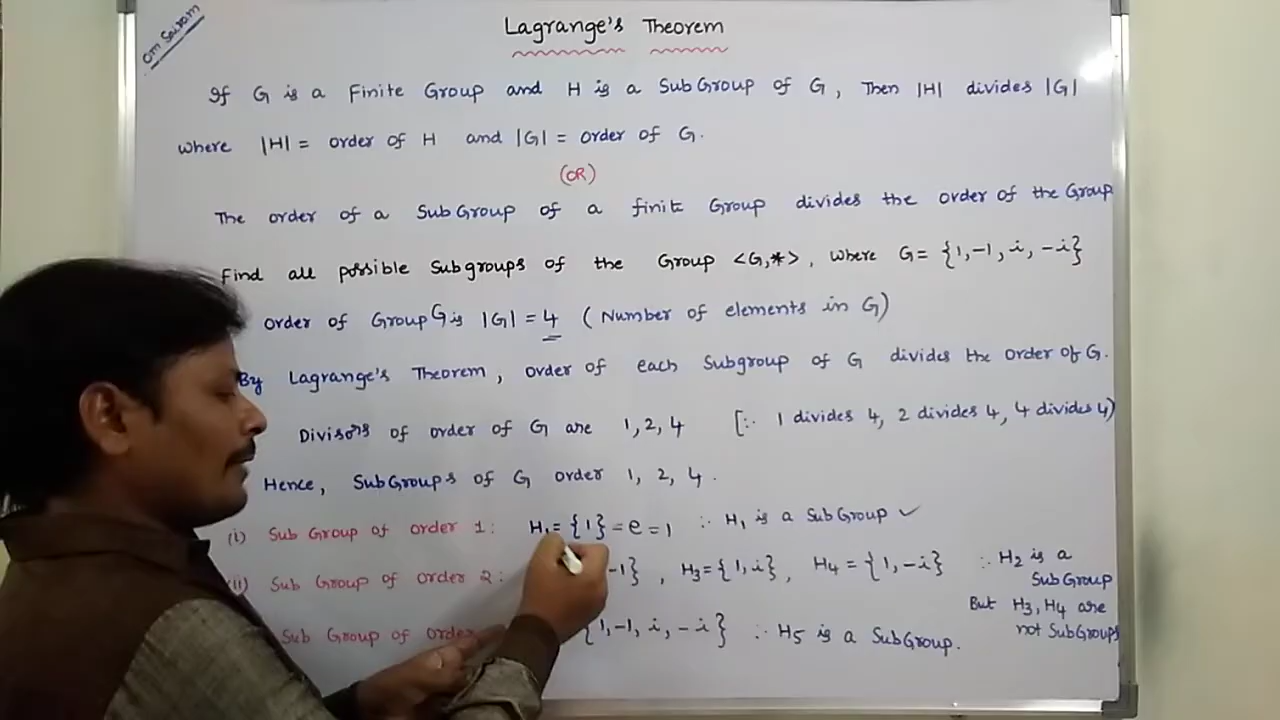 Om Sairam
Lagrange's Theorem
If G is a Finite Group and H is a SubGroup of G, Then |H| divides |G|
where |H| = order of H and |G| = order of G.
(OR)
The order of a SubGroup of a finite Group divides the order of the Group
Find all possible Subgroups of the Group <G,*>, where G= {1,-1, i, -i}
order of Group G is |G| = 4 (Number of elements in G)
By Lagrange's Theorem, order of each Subgroup of G divides the order of G.
Divisors of order of G are 1, 2, 4 [∵ 1 divides 4, 2 divides 4, 4 divides 4)
Hence, SubGroups of G order 1, 2, 4.
(i) Sub Group of order 1: H1= {1} = e = 1 ∴ H1 is a SubGroup ✓
(ii) Sub Group of order 2: -1}, H3= {1, i}, H4 = {1, -i} ∴ H2 is a
SubGroup
But H3, H4 are
not SubGroups
Sub Group of order {1, -1, i, -i} ∴ H5 is a SubGroup.